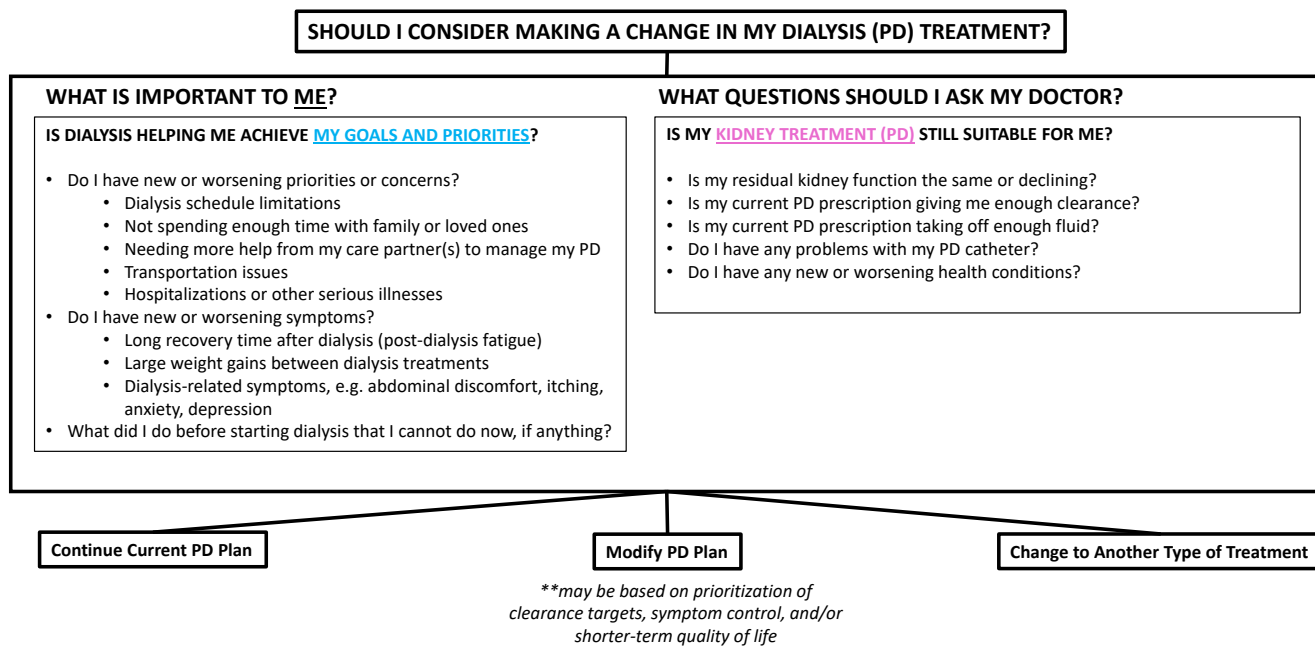 SHOULD I CONSIDER MAKING A CHANGE IN MY DIALYSIS (PD) TREATMENT?
WHAT IS IMPORTANT TO ME?
IS DIALYSIS HELPING ME ACHIEVE MY GOALS AND PRIORITIES?
• Do I have new or worsening priorities or concerns?
• Dialysis schedule limitations
• Not spending enough time with family or loved ones
• Needing more help from my care partner(s) to manage my PD
• Transportation issues
• Hospitalizations or other serious illnesses
• Do I have new or worsening symptoms?
• Long recovery time after dialysis (post-dialysis fatigue)
• Large weight gains between dialysis treatments
• Dialysis-related symptoms, e.g. abdominal discomfort, itching,
anxiety, depression
• What did I do before starting dialysis that I cannot do now, if anything?
WHAT QUESTIONS SHOULD I ASK MY DOCTOR?
IS MY KIDNEY TREATMENT (PD) STILL SUITABLE FOR ME?
• Is my residual kidney function the same or declining?
• Is my current PD prescription giving me enough clearance?
• Is my current PD prescription taking off enough fluid?
• Do I have any problems with my PD catheter?
• Do I have any new or worsening health conditions?
Continue Current PD Plan
Modify PD Plan
**may be based on prioritization of
clearance targets, symptom control, and/or
shorter-term quality of life
Change to Another Type of Treatment